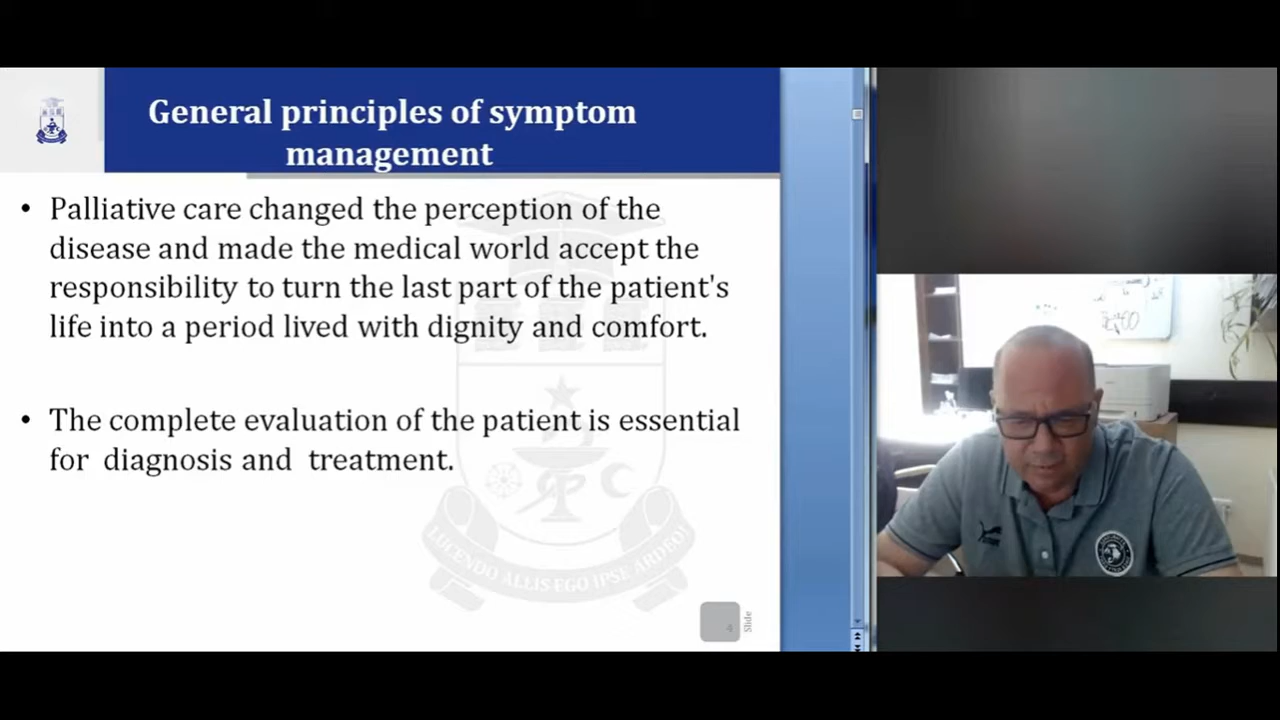 General principles of symptom
management
• Palliative care changed the perception of the
disease and made the medical world accept the
responsibility to turn the last part of the patient's
life into a period lived with dignity and comfort.
• The complete evaluation of the patient is essential
for  diagnosis and  treatment.
LUCENDO ALLIS EGO IPSE ARDEO!
4
Slide